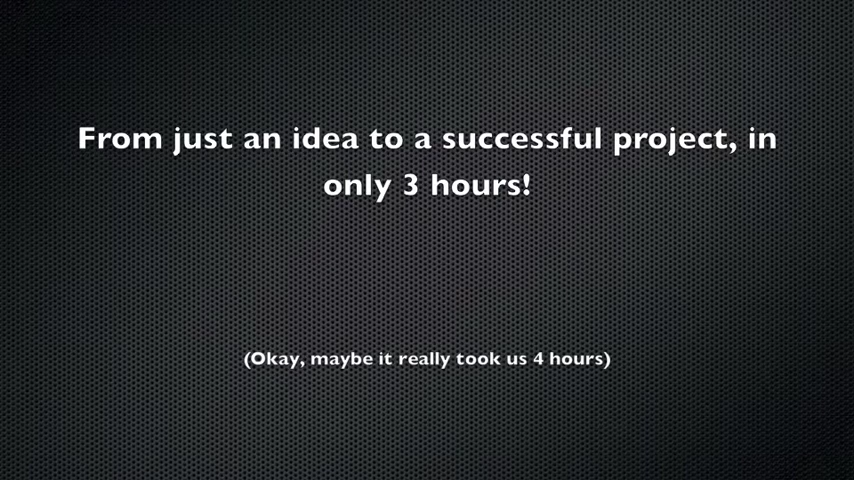 From just an idea to a successful project, in
only 3 hours!
(Okay, maybe it really took us 4 hours)